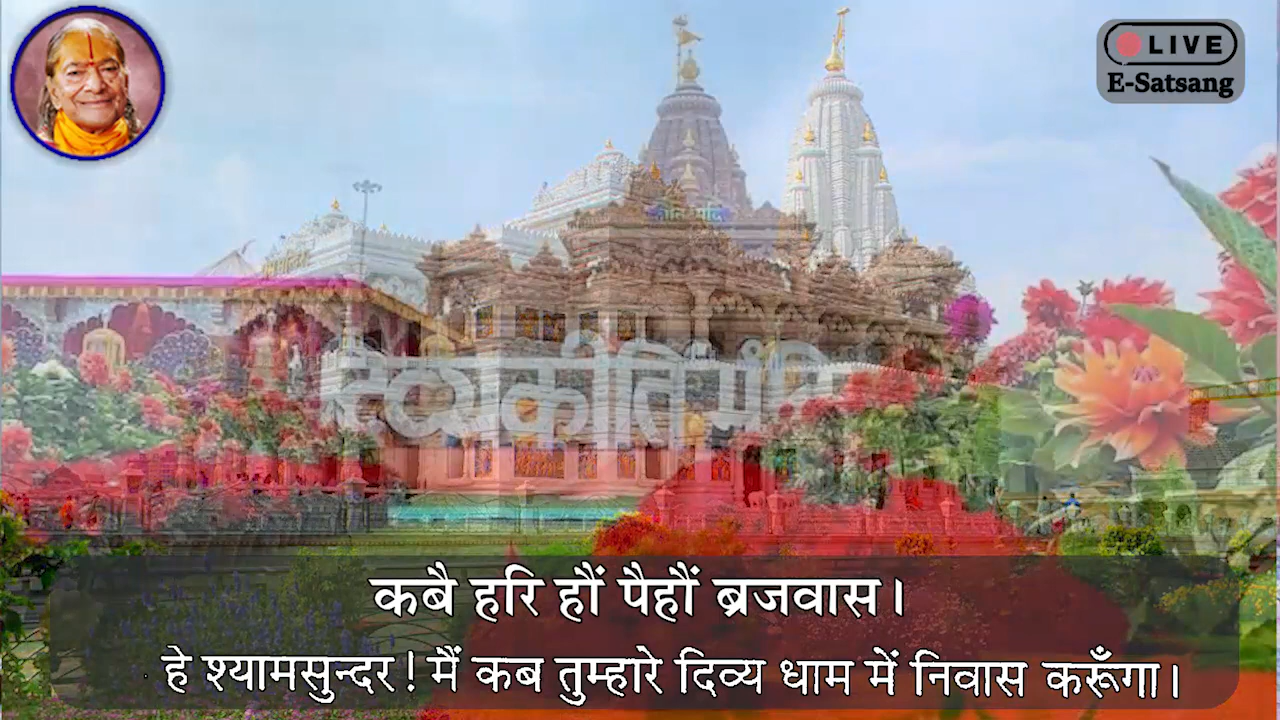 LIVE
E-Satsang
कबै हरि हौं पैहौं ब्रजवास।
हे श्यामसुन्दर! मैं कब तुम्हारे दिव्य धाम में निवास करूँगा।